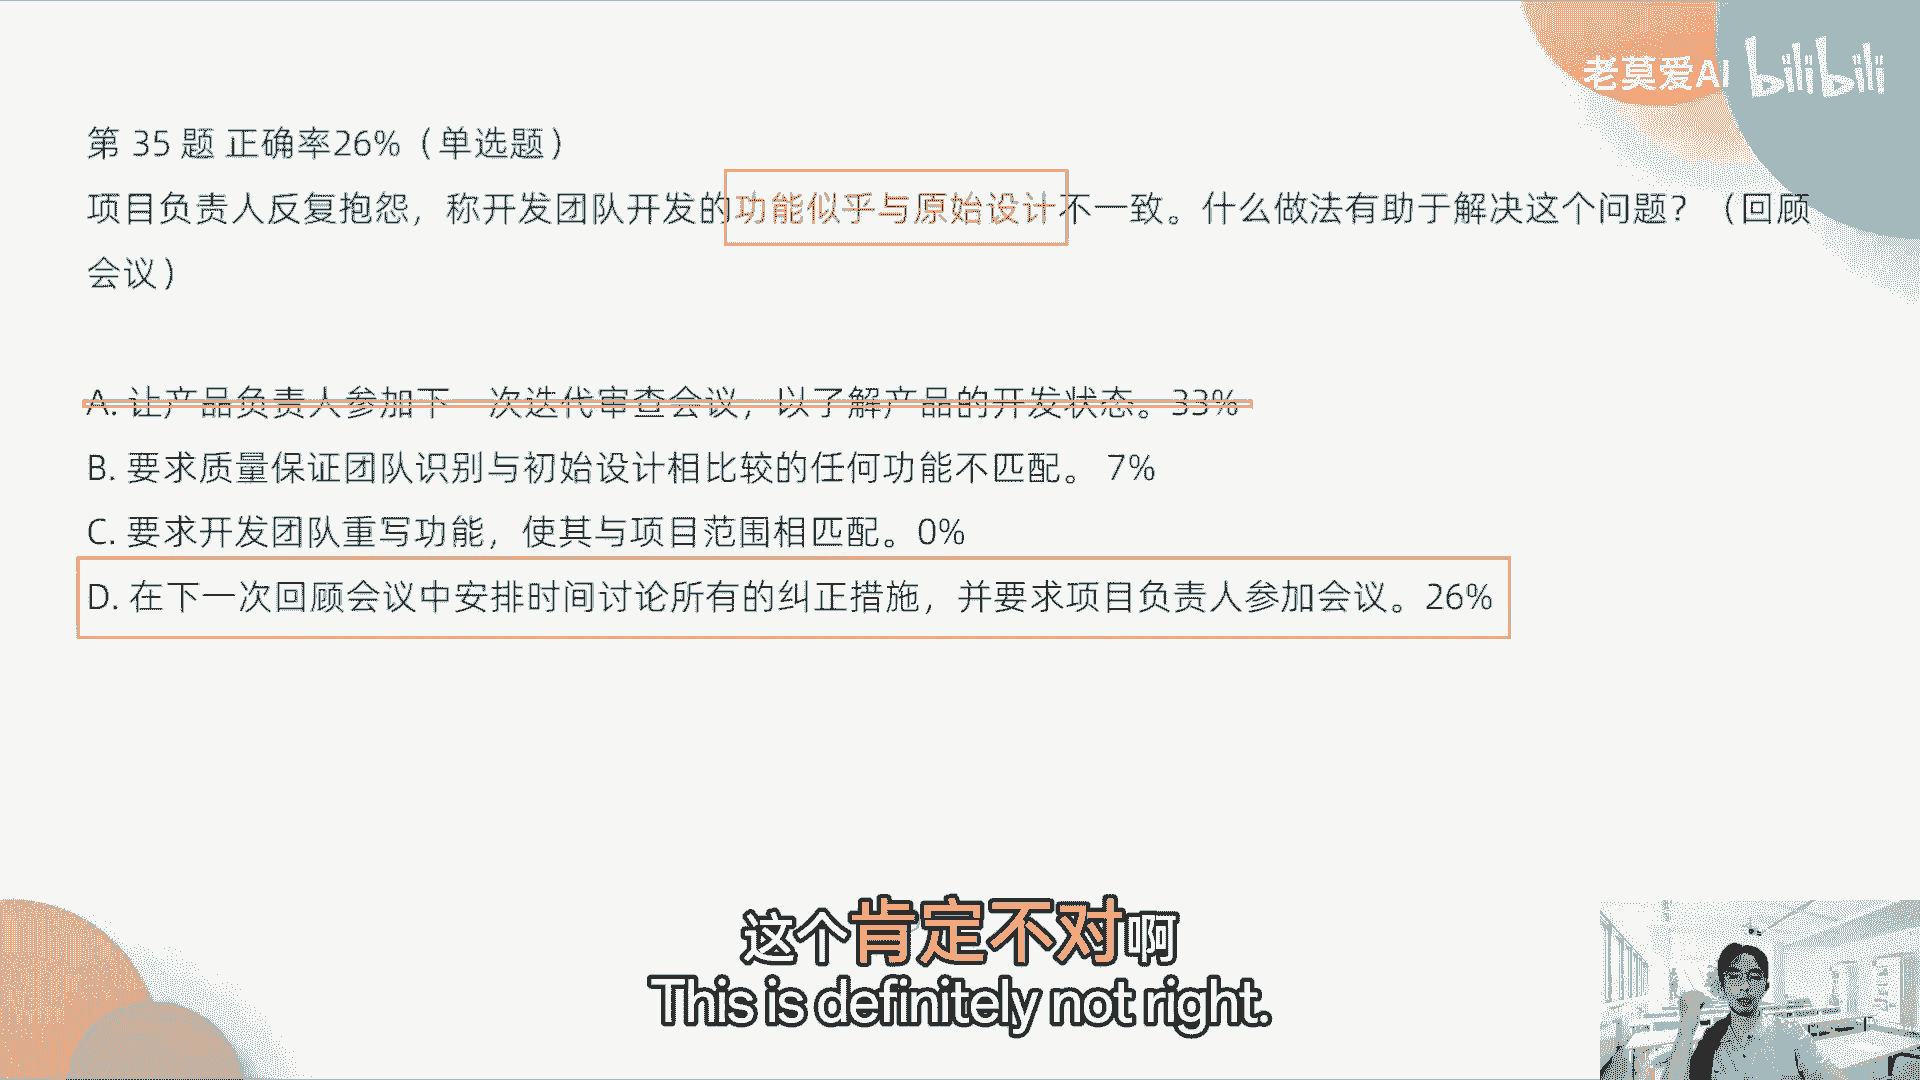 老莫爱AI bilibili
第 35 题 正确率26%（单选题）
项目负责人反复抱怨，称开发团队开发的功能似乎与原始设计不一致。什么做法有助于解决这个问题？（回顾
会议）
A. 让产品负责人参加下一次迭代审查会议，以了解产品的开发状态。33%
B. 要求质量保证团队识别与初始设计相比较的任何功能不匹配。 7%
C. 要求开发团队重写功能，使其与项目范围相匹配。0%
D. 在下一次回顾会议中安排时间讨论所有的纠正措施，并要求项目负责人参加会议。26%
这个肯定不对啊
This is definitely not right.